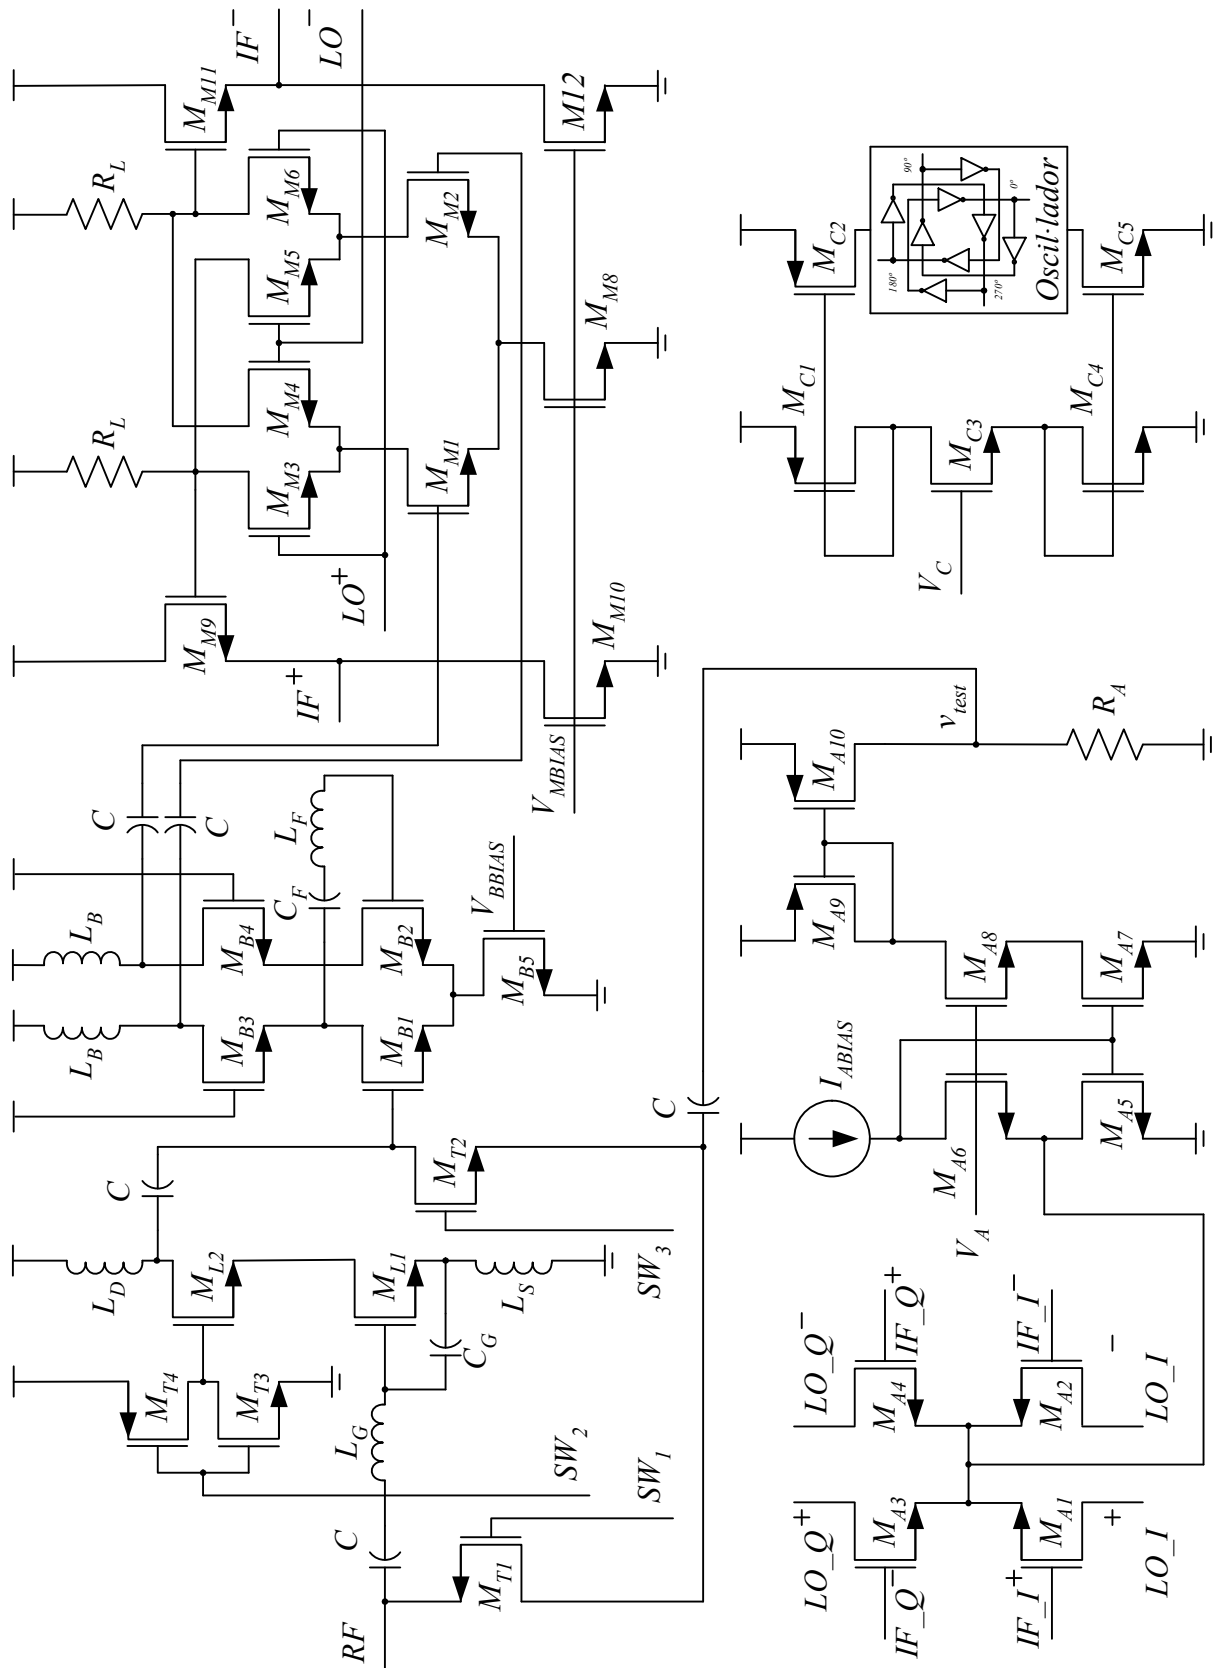 IF⁻
LO⁻
M_M11
R_L
M_M6
M12
M_M2
M_M5
M_M8
R_L
M_M4
M_M3
M_M1
LO⁺
M_M9
M_M10
IF⁺
V_MBIAS
C
C
L_B
L_F
C_F
V_BBIAS
M_B4
M_B2
L_B
M_B3
M_B1
M_B5
C
M_T2
C
L_D
M_L2
M_L1
L_S
SW_3
C_G
M_T4
M_T3
L_G
SW_2
SW_1
C
M_T1
RF
M_C2
180°
90°
270°
0°
Oscil·lador
M_C5
M_C1
M_C3
M_C4
V_C
M_A10
v_test
R_A
M_A9
M_A8
M_A7
I_ABIAS
M_A6
M_A5
V_A
LO_Q⁻
IF_Q⁺
IF_I⁻
LO_I⁻
M_A4
M_A2
M_A3
M_A1
LO_Q⁺
IF_Q⁻
IF_I⁺
LO_I⁺